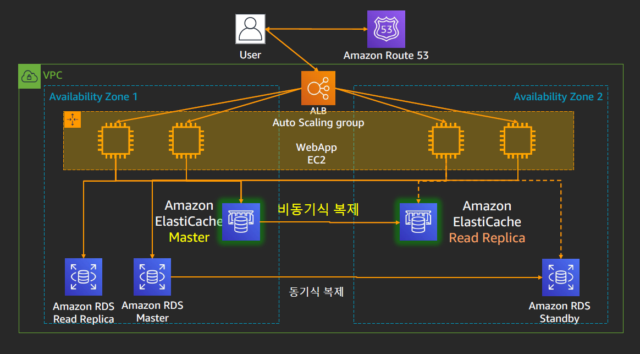 User
53
Amazon Route 53
VPC
Availability Zone 1
Availability Zone 2
ALB
Auto Scaling group
WebApp
EC2
Amazon
ElastiCache
Master
비동기식 복제
Amazon
ElastiCache
Read Replica
동기식 복제
Amazon RDS
Read Replica
Amazon RDS
Master
Amazon RDS
Standby